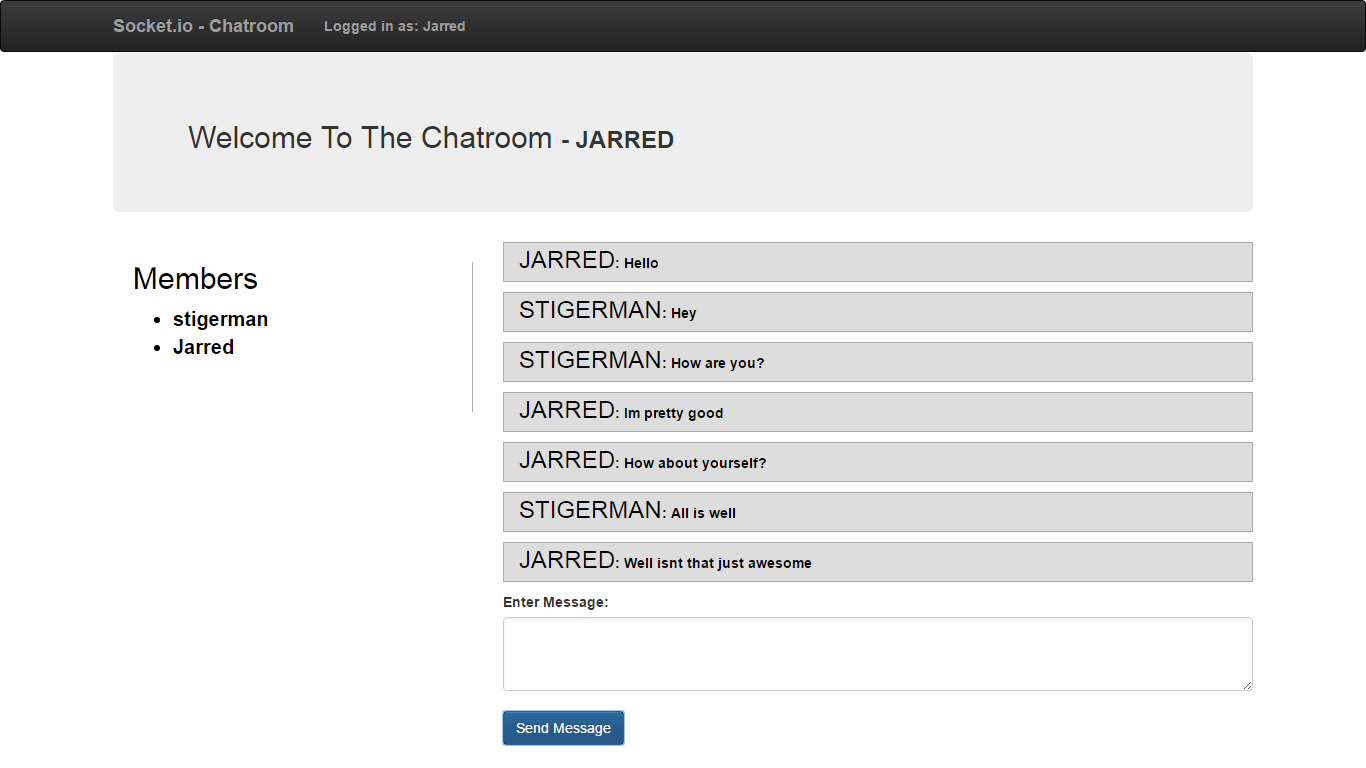 Socket.io - Chatroom Logged in as: Jarred
Welcome To The Chatroom - JARRED
Members
stigerman
Jarred
JARRED: Hello
STIGERMAN: Hey
STIGERMAN: How are you?
JARRED: Im pretty good
JARRED: How about yourself?
STIGERMAN: All is well
JARRED: Well isnt that just awesome
Enter Message:
Send Message